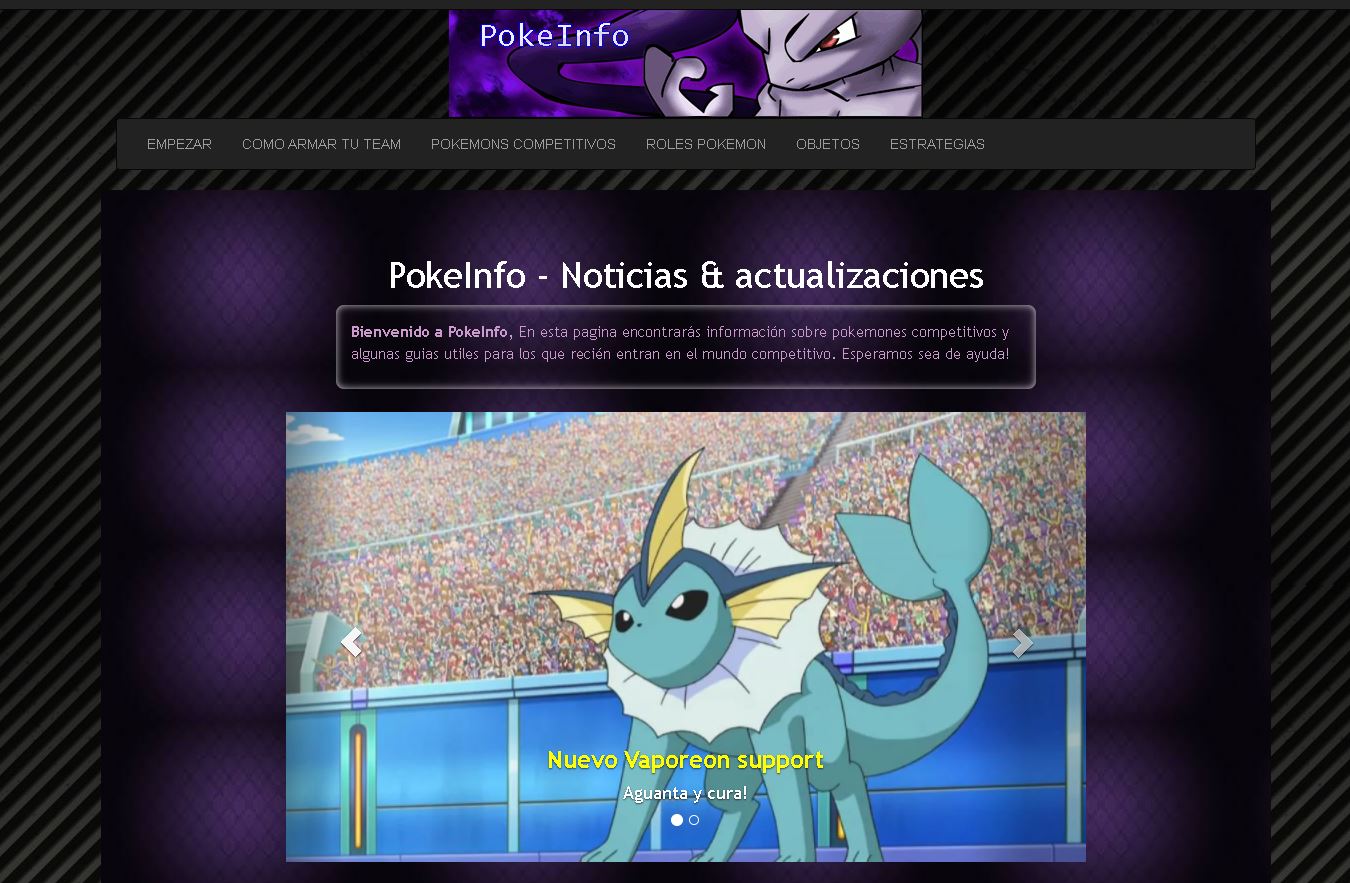 PokeInfo
EMPEZAR COMO ARMAR TU TEAM POKEMONS COMPETITIVOS ROLES POKEMON OBJETOS ESTRATEGIAS
PokeInfo - Noticias & actualizaciones
Bienvenido a PokeInfo, En esta pagina encontrarás información sobre pokemones competitivos y
algunas guias utiles para los que recién entran en el mundo competitivo. Esperamos sea de ayuda!
Nuevo Vaporeon support
Aguanta y cura!